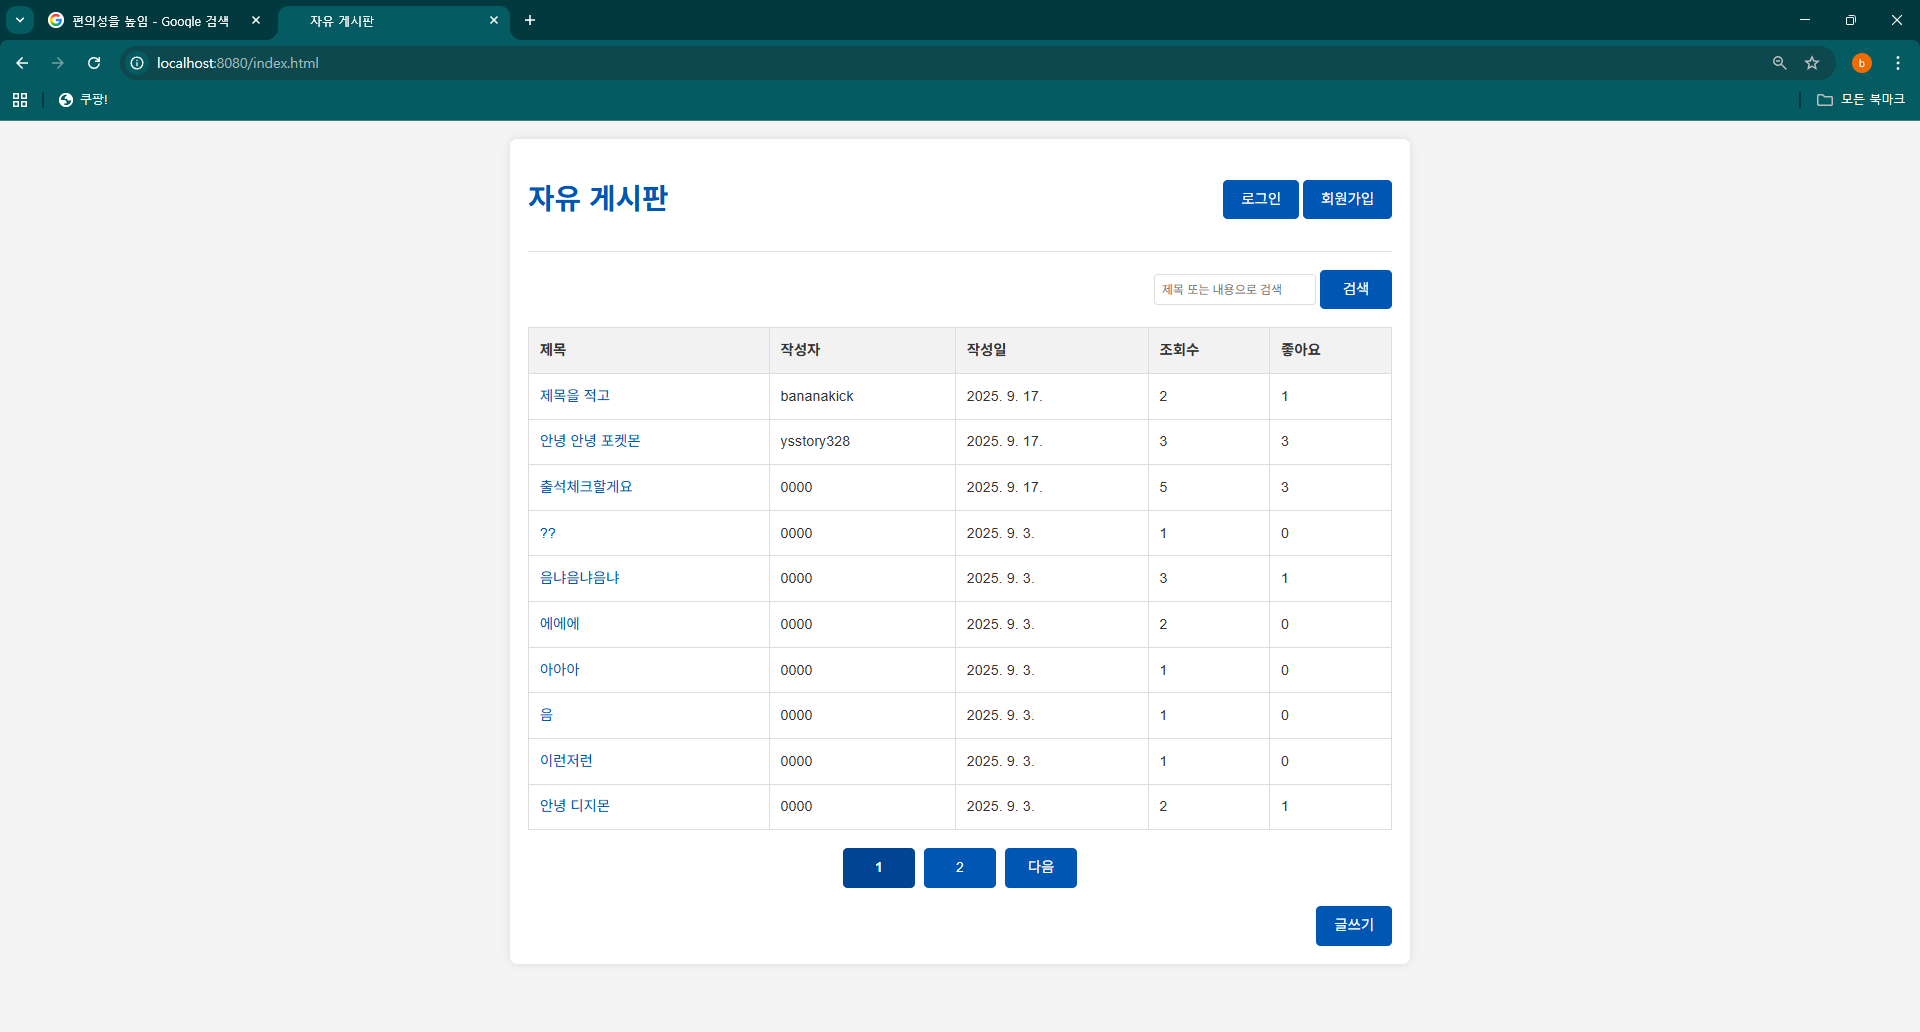 편의성을 높임 - Google 검색
자유 게시판
localhost:8080/index.html
b
쿠팡!
모든 북마크
자유 게시판
로그인 회원가입
제목 또는 내용으로 검색 검색
제목 작성자 작성일 조회수 좋아요
제목을 적고 bananakick 2025. 9. 17. 2 1
안녕 안녕 포켓몬 ysstory328 2025. 9. 17. 3 3
출석체크할게요 0000 2025. 9. 17. 5 3
?? 0000 2025. 9. 3. 1 0
음냐음냐음냐 0000 2025. 9. 3. 3 1
에에에 0000 2025. 9. 3. 2 0
아아아 0000 2025. 9. 3. 1 0
음 0000 2025. 9. 3. 1 0
이런저런 0000 2025. 9. 3. 1 0
안녕 디지몬 0000 2025. 9. 3. 2 1
1 2 다음
글쓰기